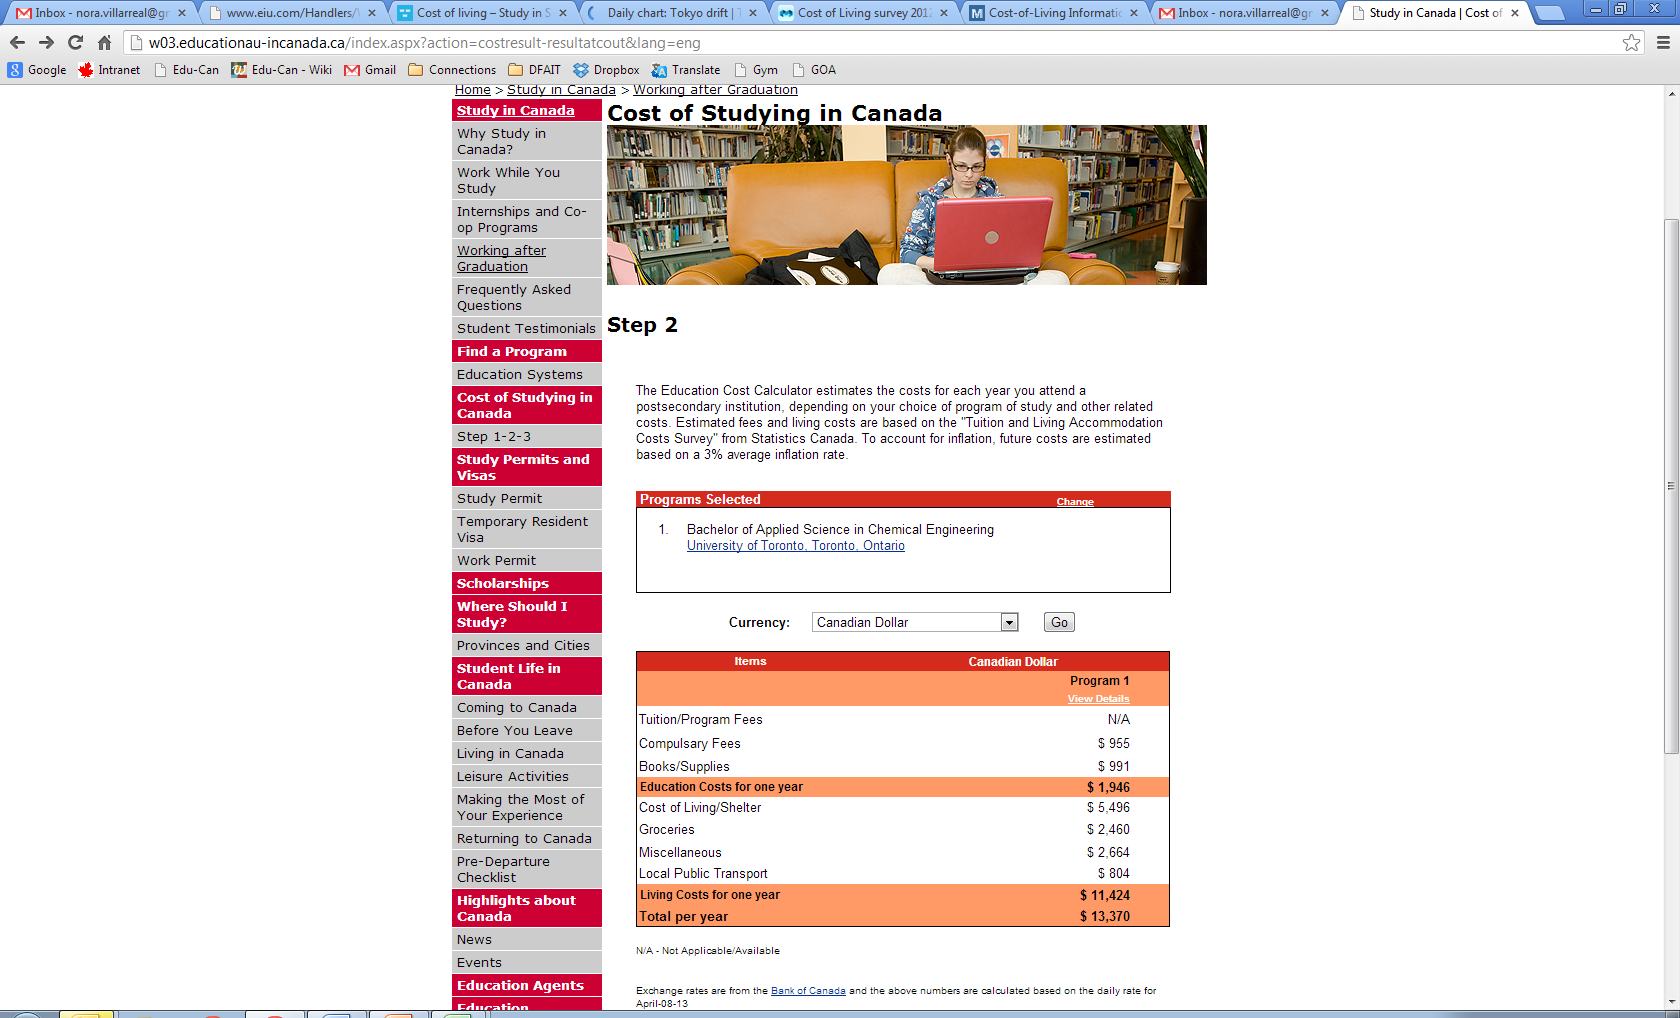 Inbox - nora.villarreal@gr
www.eiu.com/Handlers/
Cost of living – Study in S
Daily chart: Tokyo drift | T
Cost of Living survey 2012
Cost-of-Living Informatic
Inbox - nora.villarreal@gr
Study in Canada | Cost of
w03.educationau-incanada.ca/index.aspx?action=costresult-resultatcout&lang=eng
Google Intranet Edu-Can Edu-Can - Wiki Gmail Connections DFAIT Dropbox Translate Gym GOA
Home > Study in Canada > Working after Graduation
Study in Canada
Why Study in
Canada?
Work While You
Study
Internships and Co-
op Programs
Working after
Graduation
Frequently Asked
Questions
Student Testimonials
Find a Program
Education Systems
Cost of Studying in
Canada
Step 1-2-3
Study Permits and
Visas
Study Permit
Temporary Resident
Visa
Work Permit
Scholarships
Where Should I
Study?
Provinces and Cities
Student Life in
Canada
Coming to Canada
Before You Leave
Living in Canada
Leisure Activities
Making the Most of
Your Experience
Returning to Canada
Pre-Departure
Checklist
Highlights about
Canada
News
Events
Education Agents
Education
Cost of Studying in Canada
Step 2
The Education Cost Calculator estimates the costs for each year you attend a
postsecondary institution, depending on your choice of program of study and other related
costs. Estimated fees and living costs are based on the "Tuition and Living Accommodation
Costs Survey" from Statistics Canada. To account for inflation, future costs are estimated
based on a 3% average inflation rate.
Programs Selected Change
1. Bachelor of Applied Science in Chemical Engineering
University of Toronto, Toronto, Ontario
Currency: Canadian Dollar Go
Items Canadian Dollar
Program 1
View Details
Tuition/Program Fees N/A
Compulsary Fees $ 955
Books/Supplies $ 991
Education Costs for one year $ 1,946
Cost of Living/Shelter $ 5,496
Groceries $ 2,460
Miscellaneous $ 2,664
Local Public Transport $ 804
Living Costs for one year $ 11,424
Total per year $ 13,370
N/A - Not Applicable/Available
Exchange rates are from the Bank of Canada and the above numbers are calculated based on the daily rate for
April-08-13